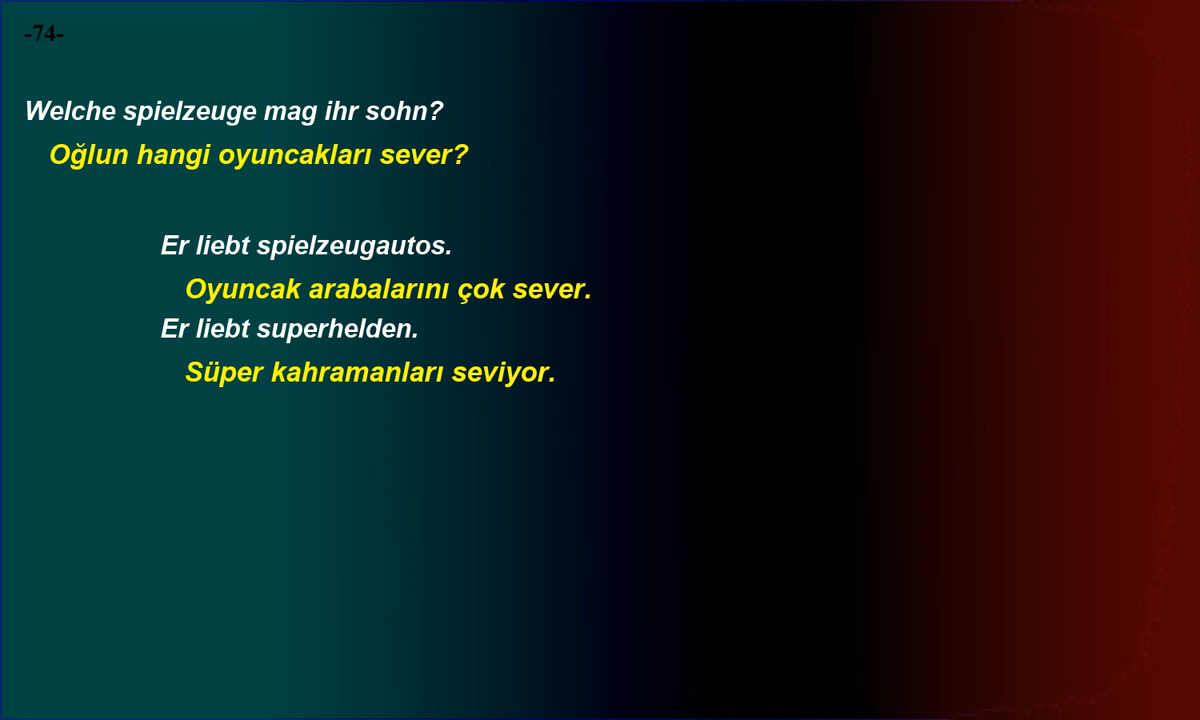 -74-
Welche spielzeuge mag ihr sohn?
Oğlun hangi oyuncakları sever?
Er liebt spielzeugautos.
Oyuncak arabalarını çok sever.
Er liebt superhelden.
Süper kahramanları seviyor.